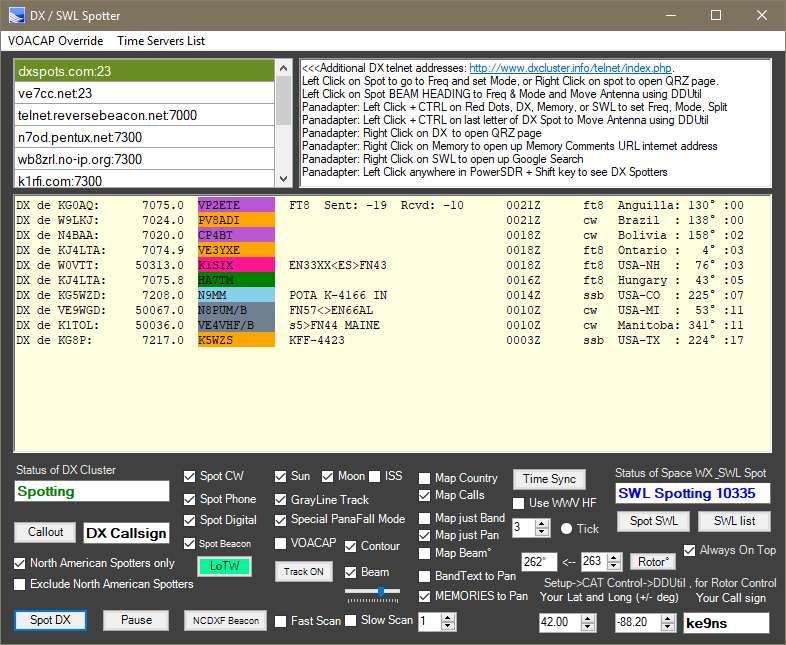 DX / SWL Spotter
VOACAP Override Time Servers List
dxspots.com:23
ve7cc.net:23
telnet.reversebeacon.net:7000
n7od.pentux.net:7300
wb8zrl.no-ip.org:7300
k1rfi.com:7300
<<<Additional DX telnet addresses: http://www.dxcluster.info/telnet/index.php.
Left Click on Spot to go to Freq and set Mode, or Right Click on spot to open QRZ page.
Left Click on Spot BEAM HEADING to Freq & Mode and Move Antenna using DDUtil
Panadapter: Left Click + CTRL on Red Dots, DX, Memory, or SWL to set Freq, Mode, Split
Panadapter: Left Click + CTRL on last letter of DX Spot to Move Antenna using DDUtil
Panadapter: Right Click on DX to open QRZ page
Panadapter: Right Click on Memory to open up Memory Comments URL internet address
Panadapter: Right Click on SWL to open up Google Search
Panadapter: Left Click anywhere in PowerSDR + Shift key to see DX Spotters
DX de KG0AQ: 7075.0 VP2ETE FT8 Sent: -19 Rcvd: -10 0021Z ft8 Anguilla: 130° :00
DX de W9LKJ: 7024.0 PV8ADI 0021Z cw Brazil : 138° :00
DX de N4BAA: 7020.0 CP4BT 0018Z cw Bolivia : 158° :02
DX de KJ4LTA: 7074.9 VE3YXE 0018Z ft8 Ontario : 4° :03
DX de W0VTT: 50313.0 K1SIX EN33XX<ES>FN43 0018Z ft8 USA-NH : 76° :03
DX de KJ4LTA: 7075.8 HA7TM 0016Z ft8 Hungary : 43° :05
DX de KG5WZD: 7208.0 N9MM POTA K-4166 IN 0014Z ssb USA-CO : 225° :07
DX de VE9WGD: 50067.0 N8PUM/B FN57<>EN66AL 0010Z cw USA-MI : 53° :11
DX de K1TOL: 50036.0 VE4VHF/B s5>FN44 MAINE 0010Z cw Manitoba: 341° :11
DX de KG8P: 7217.0 K5WZS KFF-4423 0003Z ssb USA-TX : 224° :17
Status of DX Cluster
Spotting
Callout DX Callsign
North American Spotters only
Exclude North American Spotters
Spot DX Pause
Spot CW
Spot Phone
Spot Digital
Spot Beacon
LoTW
NCDXF Beacon
Sun Moon ISS
GrayLine Track
Special PanaFall Mode
VOACAP Contour
Track ON Beam
Fast Scan Slow Scan 1
Map Country
Map Calls
Map just Band
Map just Pan
Map Beam°
BandText to Pan
MEMORIES to Pan
Time Sync
Use WWV HF
3 Tick
262° <-- 263 Rotor°
Status of Space WX _SWL Spot
SWL Spotting 10335
Spot SWL SWL list
Always On Top
Setup->CAT Control->DDUtil , for Rotor Control
Your Lat and Long (+/- deg) Your Call sign
42.00 -88.20 ke9ns